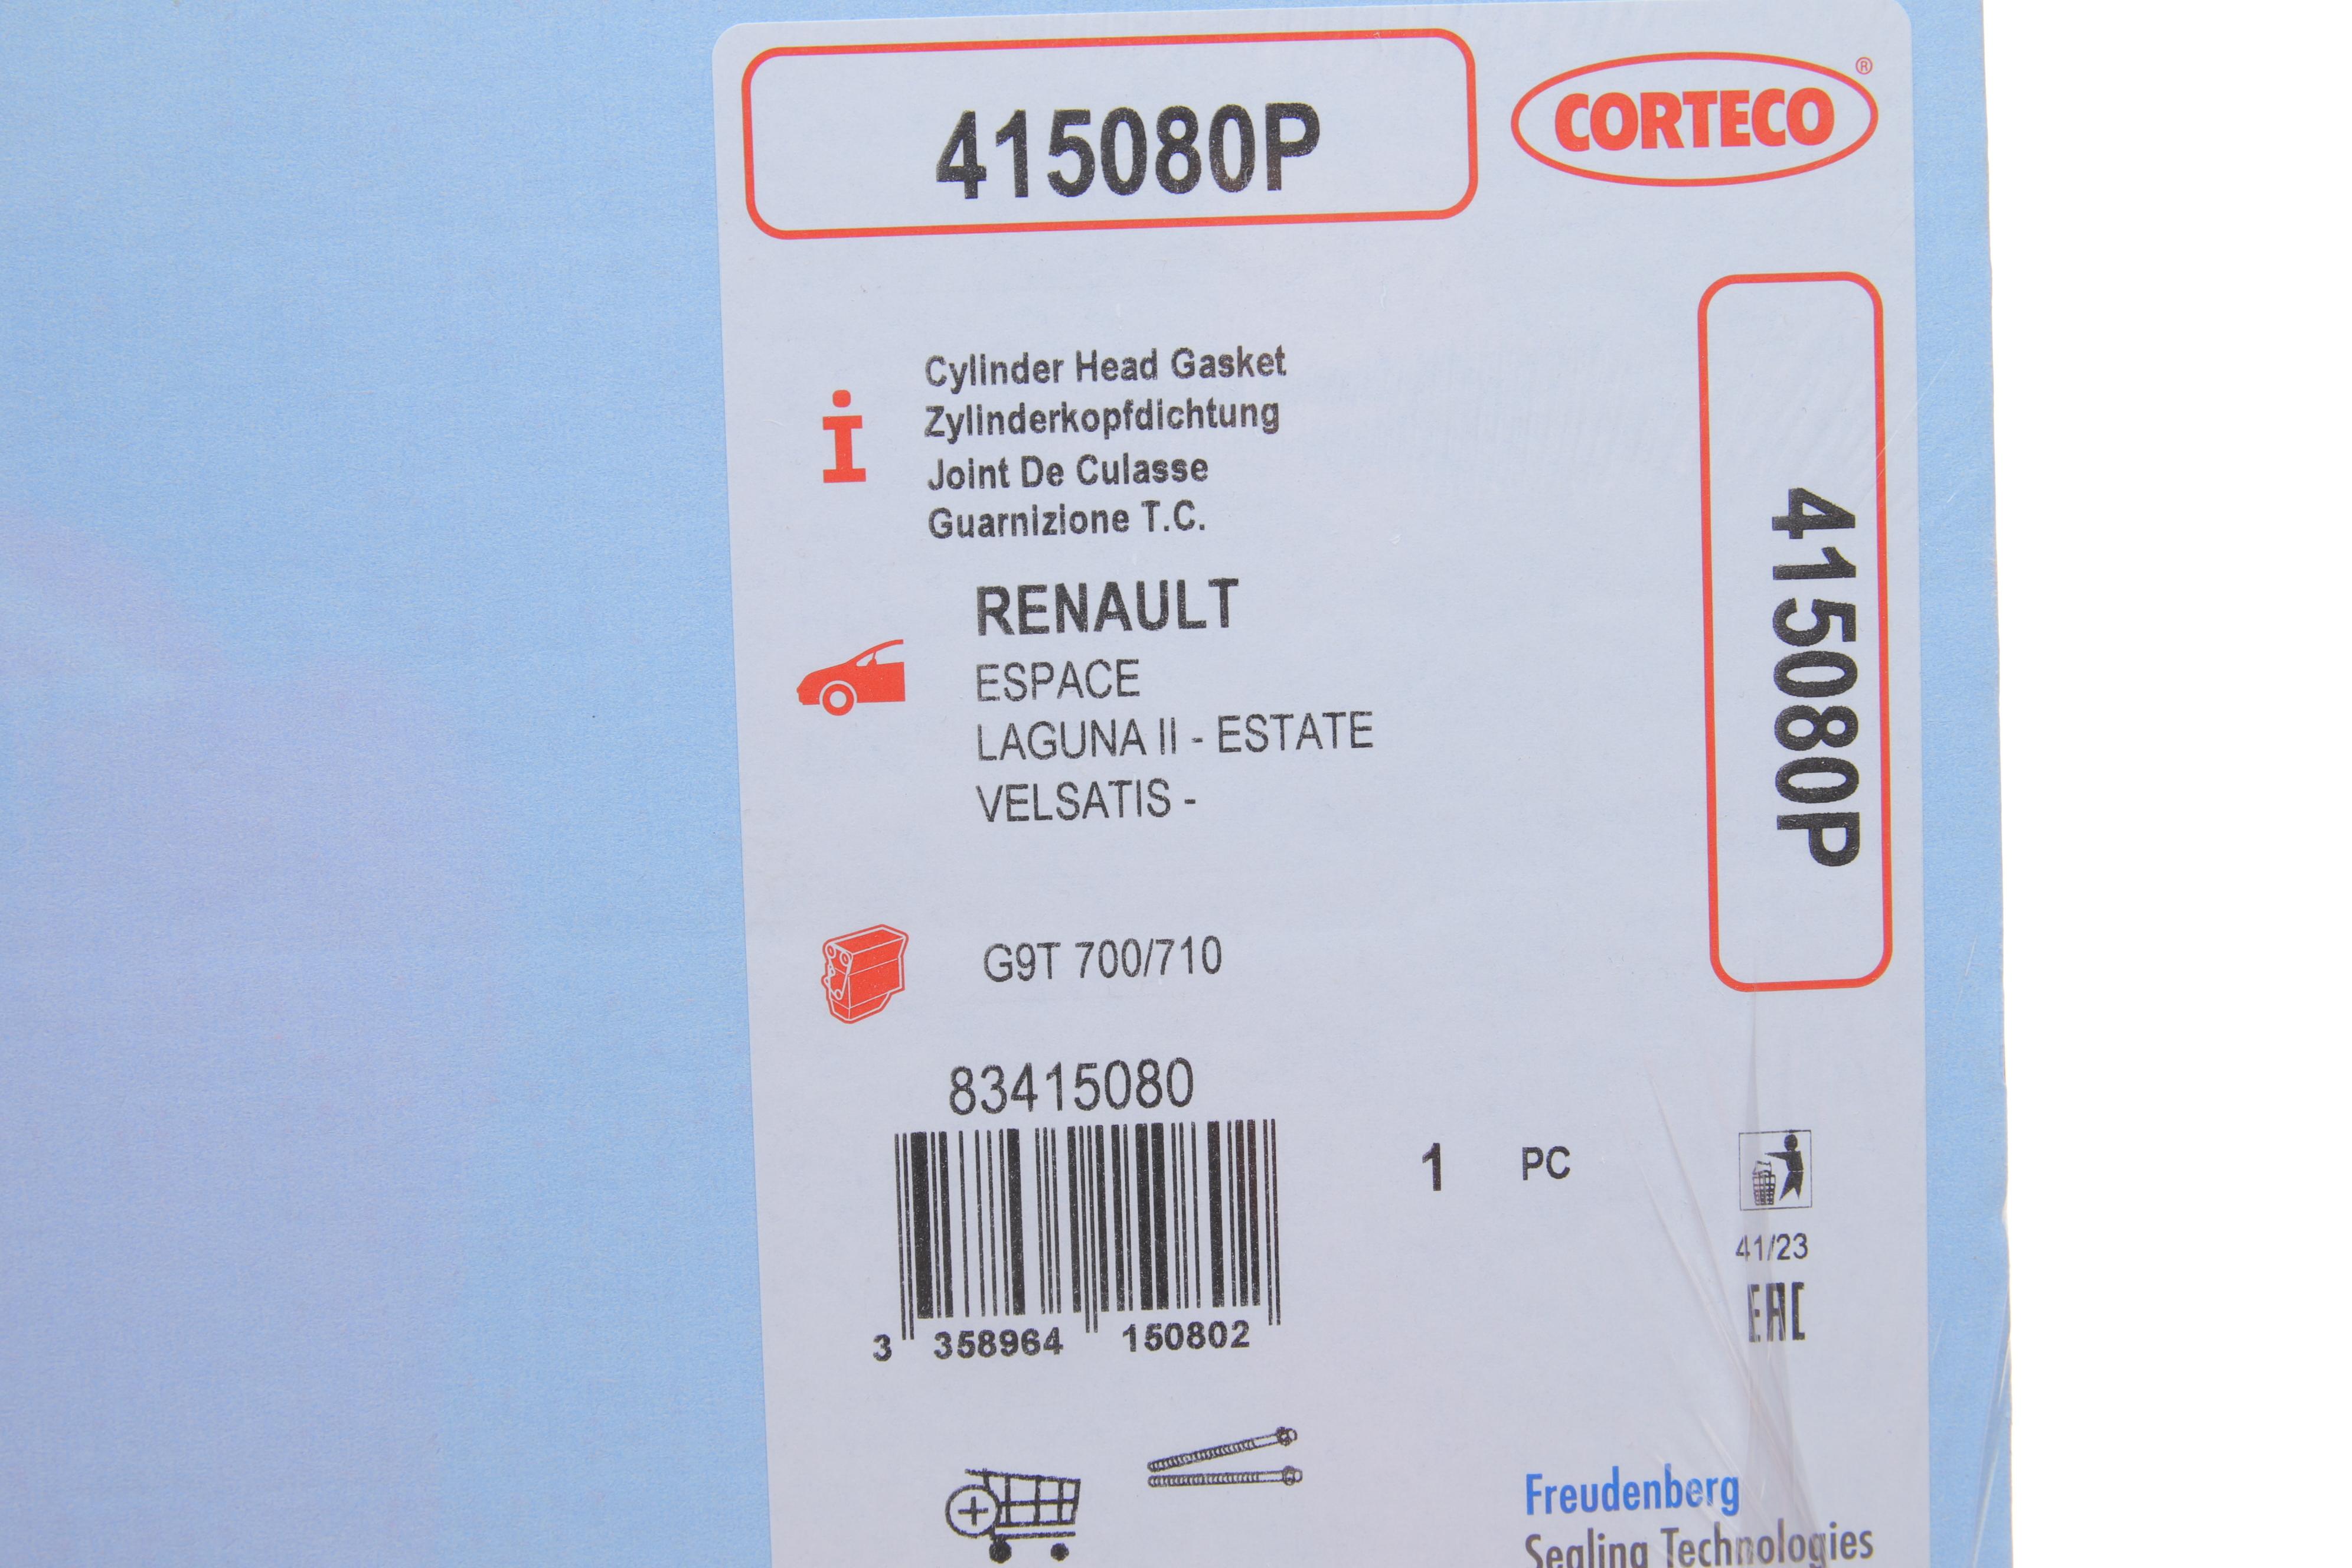 415080P
CORTECO®
Cylinder Head Gasket
Zylinderkopfdichtung
Joint De Culasse
Guarnizione T.C.
415080P
RENAULT
ESPACE
LAGUNA II - ESTATE
VELSATIS -
G9T 700/710
83415080
3 358964 150802
1 PC
41/23
EAC
Freudenberg
Sealing Technologies